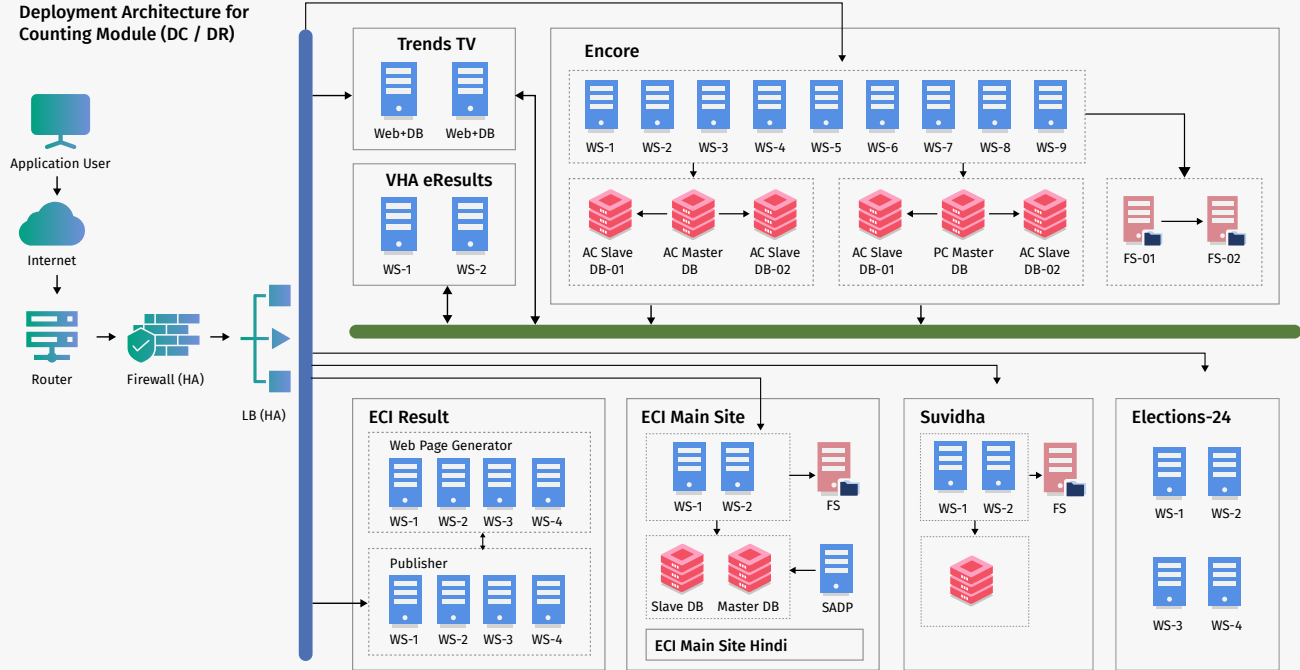 Deployment Architecture for
Counting Module (DC / DR)
Application User
Internet
Router
Firewall (HA)
LB (HA)
Trends TV
Web+DB
Web+DB
VHA eResults
WS-1
WS-2
Encore
WS-1
WS-2
WS-3
WS-4
WS-5
WS-6
WS-7
WS-8
WS-9
AC Slave
DB-01
AC Master
DB
AC Slave
DB-02
AC Slave
DB-01
PC Master
DB
AC Slave
DB-02
FS-01
FS-02
ECI Result
Web Page Generator
WS-1
WS-2
WS-3
WS-4
Publisher
WS-1
WS-2
WS-3
WS-4
ECI Main Site
WS-1
WS-2
FS
Slave DB
Master DB
SADP
ECI Main Site Hindi
Suvidha
WS-1
WS-2
FS
Elections-24
WS-1
WS-2
WS-3
WS-4